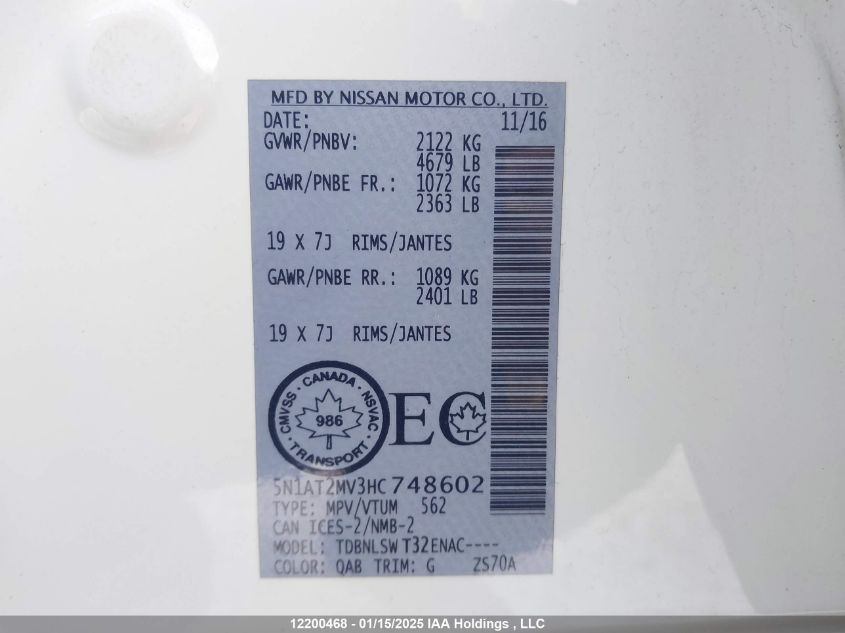 MFD BY NISSAN MOTOR CO., LTD.
DATE: 11/16
GVWR/PNBV: 2122 KG
4679 LB
GAWR/PNBE FR.: 1072 KG
2363 LB
19 X 7J RIMS/JANTES
GAWR/PNBE RR.: 1089 KG
2401 LB
19 X 7J RIMS/JANTES
CMVSS · CANADA · NSVAC
986
· TRANSPORT ·
EC
5N1AT2MV3HC748602
TYPE: MPV/VTUM 562
CAN ICES-2/NMB-2
MODEL: TDBNLSW T32ENAC----
COLOR: QAB TRIM: G ZS70A
12200468 - 01/15/2025 IAA Holdings , LLC